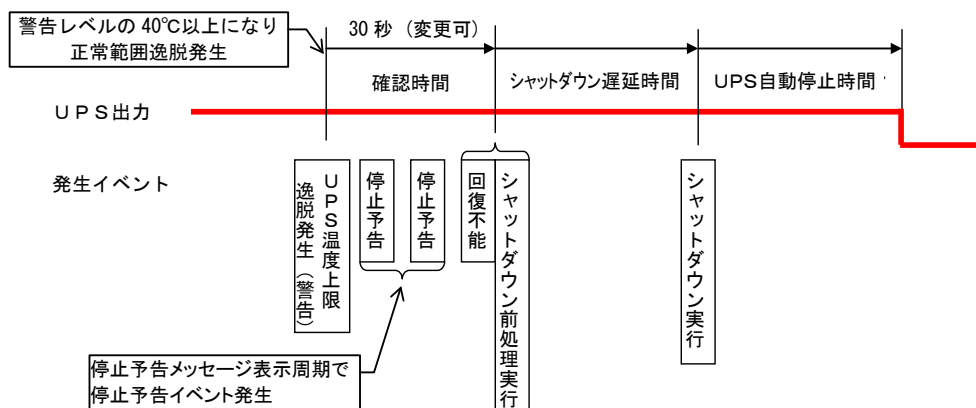 警告レベルの 40℃以上になり
正常範囲逸脱発生
30 秒 (変更可)
確認時間
シャットダウン遅延時間
UPS自動停止時間
UPS出力
発生イベント
UPS温度上限
逸脱発生(警告)
停止予告
停止予告
回復不能
シャットダウン前処理実行
シャットダウン実行
停止予告メッセージ表示周期で
停止予告イベント発生